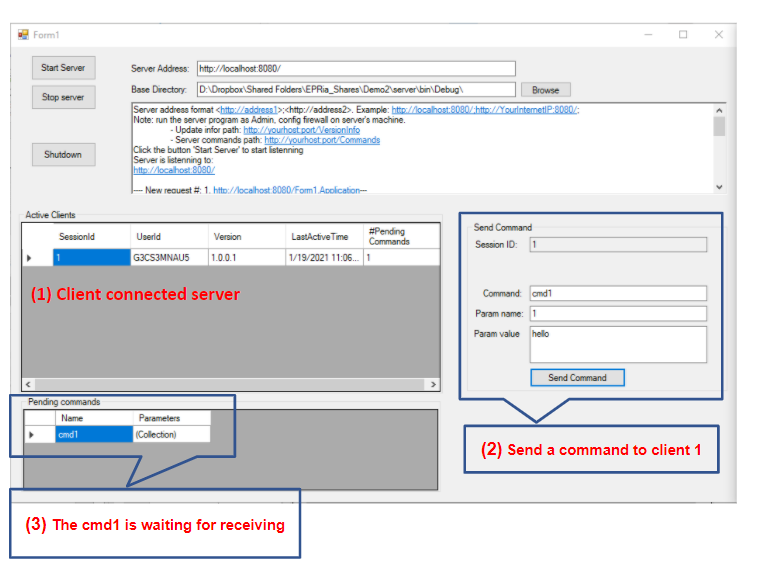 Form1
Start Server
Server Address: http://localhost:8080/
Base Directory: D:\Dropbox\Shared Folders\EPRia_Shares\Demo2\server\bin\Debug\ Browse
Stop server
Server address format <http://address1>;<http://address2>. Example: http://localhost:8080/;http://YourInternetIP:8080/;
Note: run the server program as Admin, config firewall on server's machine.
- Update infor path: http://yourhost:port/VersionInfo
- Server commands path: http://yourhost:port/Commands
Click the button 'Start Server' to start listenning
Server is listenning to:
http://localhost:8080/
---- New request #: 1. http://localhost:8080/Form1.Application---
Shutdown
Active Clients
SessionId UserId Version LastActiveTime #Pending Commands
1 G3CS3MNAU5 1.0.0.1 1/19/2021 11:06... 1
(1) Client connected server
Send Command
Session ID: 1
Command: cmd1
Param name: 1
Param value hello
Send Command
(2) Send a command to client 1
Pending commands
Name Parameters
cmd1 (Collection)
(3) The cmd1 is waiting for receiving